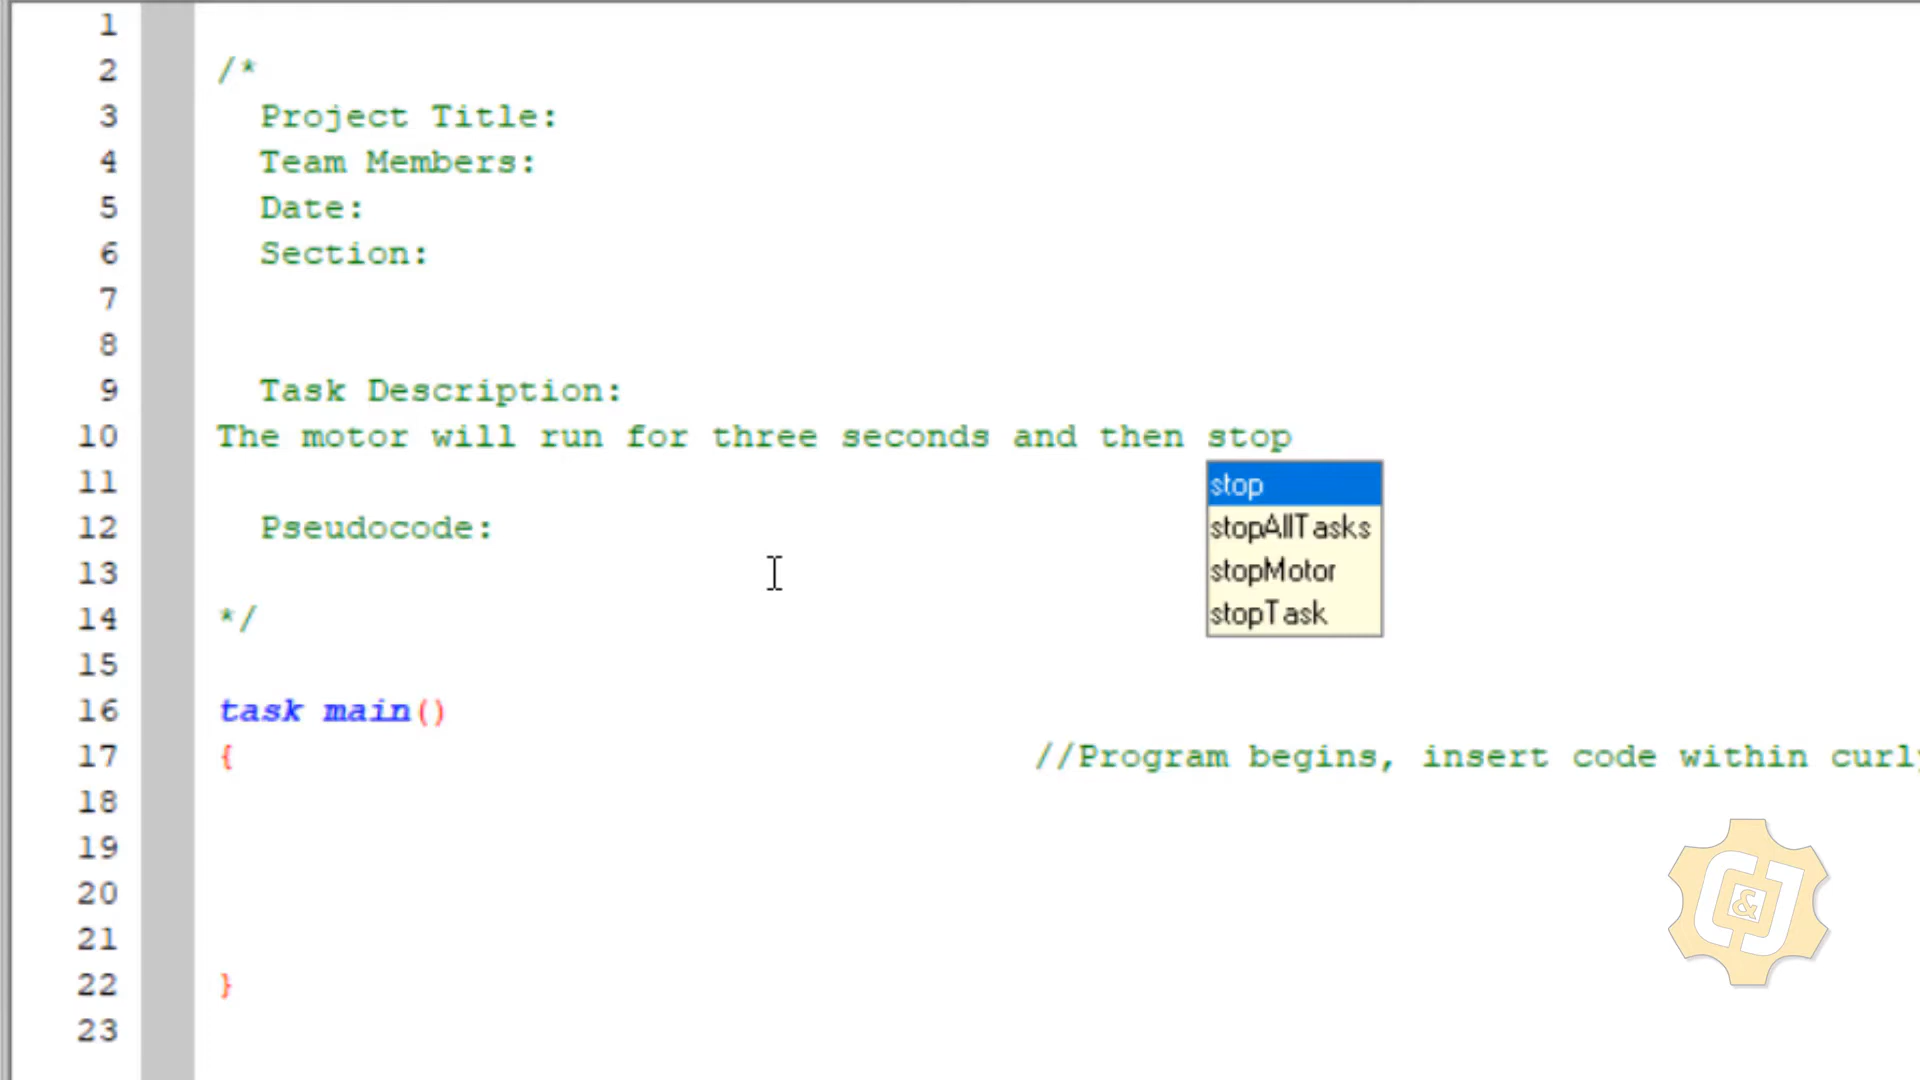 1
2 /*
3 Project Title:
4 Team Members:
5 Date:
6 Section:
7
8
9 Task Description:
10 The motor will run for three seconds and then stop
stop
11
stopAllTasks
12 Pseudocode:
stopMotor
13
stopTask
14 */
15
16 task main()
17 { //Program begins, insert code within curly
18
19
20
21
22 }
23
C&J